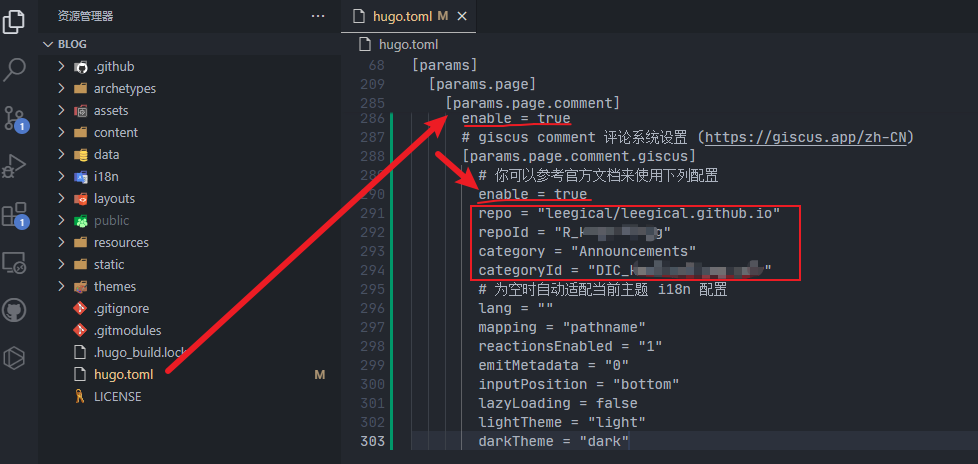 资源管理器
BLOG
.github
archetypes
assets
content
data
i18n
layouts
public
resources
static
themes
.gitignore
.gitmodules
.hugo_build.lock
hugo.toml M
LICENSE
1
1
hugo.toml M
hugo.toml
68 [params]
209 [params.page]
285 [params.page.comment]
286 enable = true
287 # giscus comment 评论系统设置 (https://giscus.app/zh-CN)
288 [params.page.comment.giscus]
289 # 你可以参考官方文档来使用下列配置
290 enable = true
291 repo = "leegical/leegical.github.io"
292 repoId = "R_ g"
293 category = "Announcements"
294 categoryId = "DIC_ "
295 # 为空时自动适配当前主题 i18n 配置
296 lang = ""
297 mapping = "pathname"
298 reactionsEnabled = "1"
299 emitMetadata = "0"
300 inputPosition = "bottom"
301 lazyLoading = false
302 lightTheme = "light"
303 darkTheme = "dark"